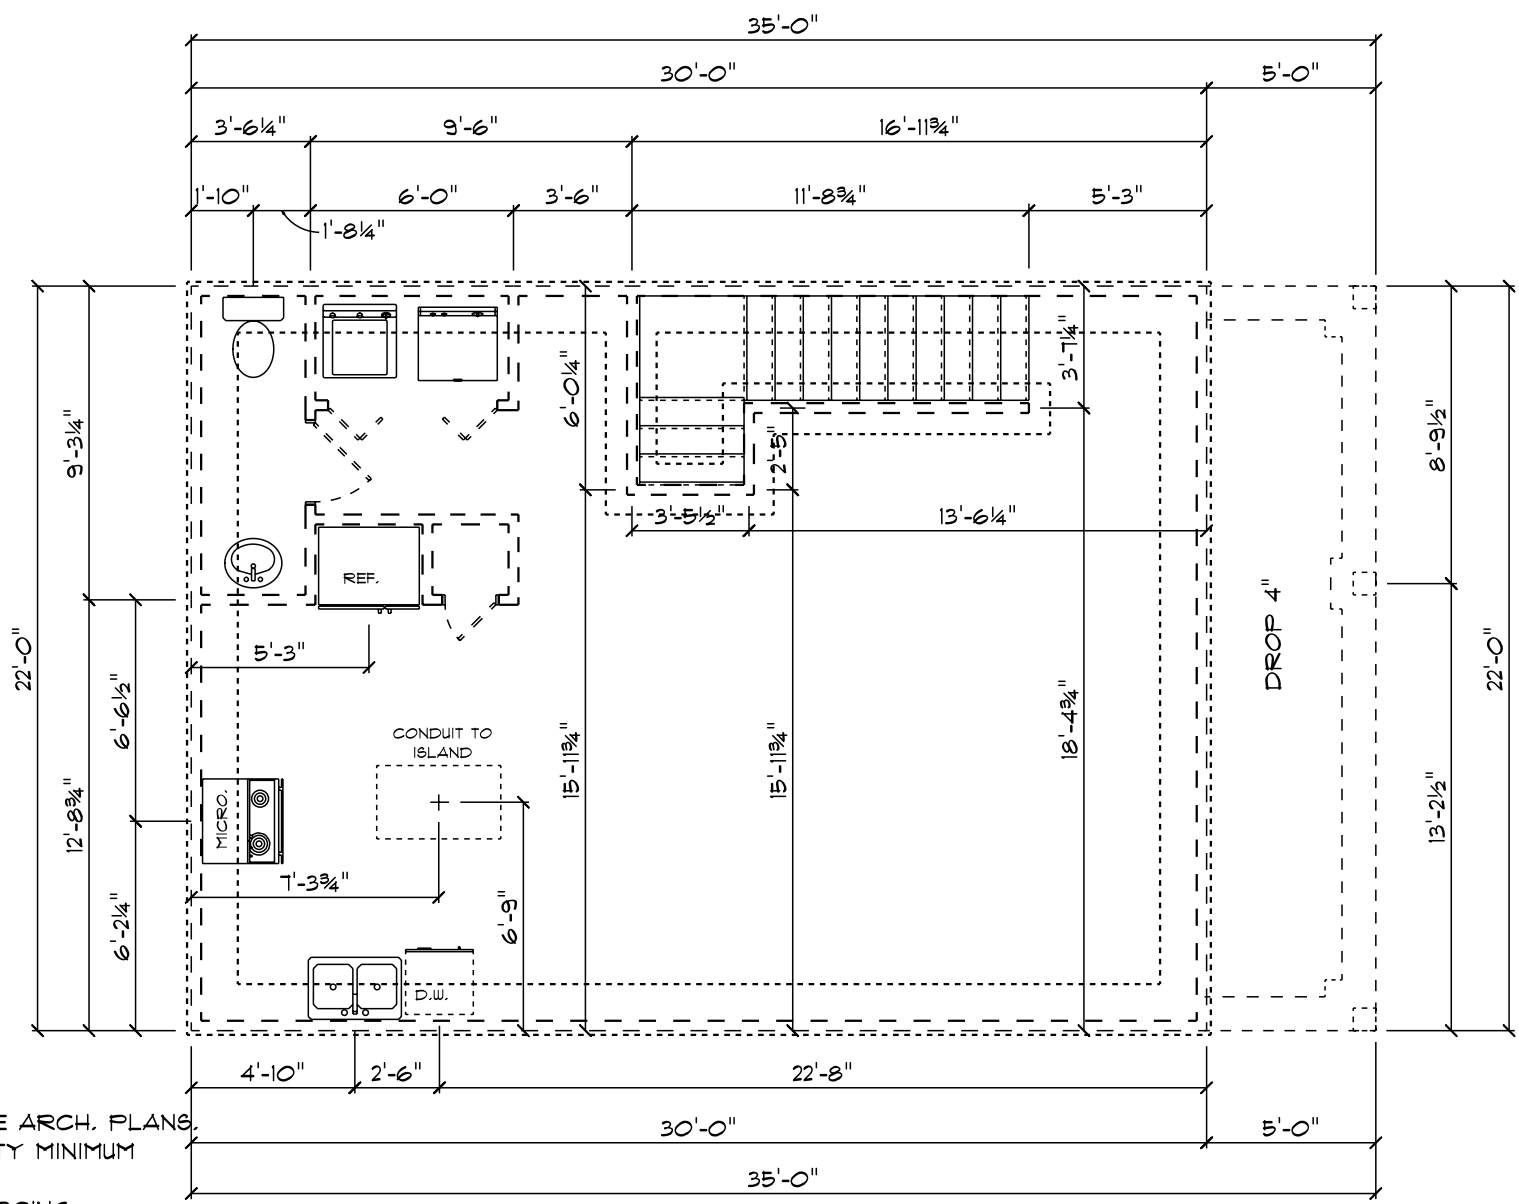 35'-0"
30'-0" 5'-0"
3'-6¼" 9'-6" 16'-11¾"
1'-10" 6'-0" 3'-6" 11'-8¾" 5'-3"
1'-8¼"
3'-1¼"
6'-0¼"
9'-3¼"
8'-9½"
2'-5"
3'-5½" 13'-6¼"
REF.
DROP 4"
22'-0"
22'-0"
5'-3"
6'-6½"
18'-4¾"
CONDUIT TO
ISLAND
15'-11¾"
15'-11¾"
12'-8¾"
MICRO.
13'-2½"
7'-3¾"
6'-9"
6'-2¼"
D.W.
4'-10" 2'-6" 22'-8"
ARCH. PLANS.
30'-0" 5'-0"
MINIMUM
35'-0"